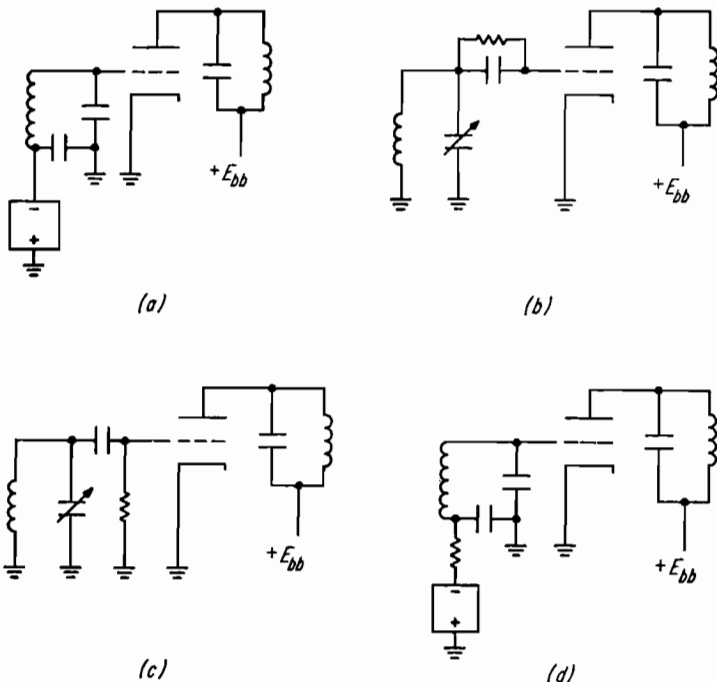 + E_bb
+ E_bb
-
+
(a)
(b)
+ E_bb
+ E_bb
-
+
(c)
(d)